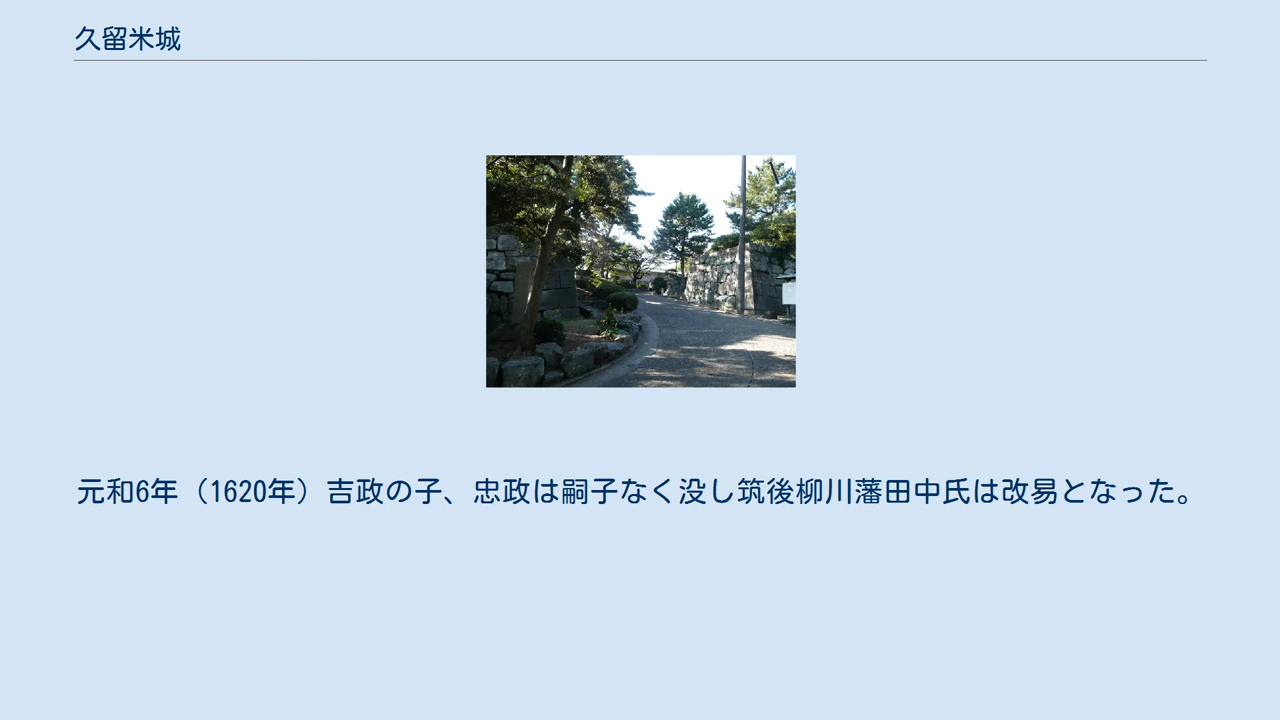 久留米城
元和6年（1620年）吉政の子、忠政は嗣子なく没し筑後柳川藩田中氏は改易となった。